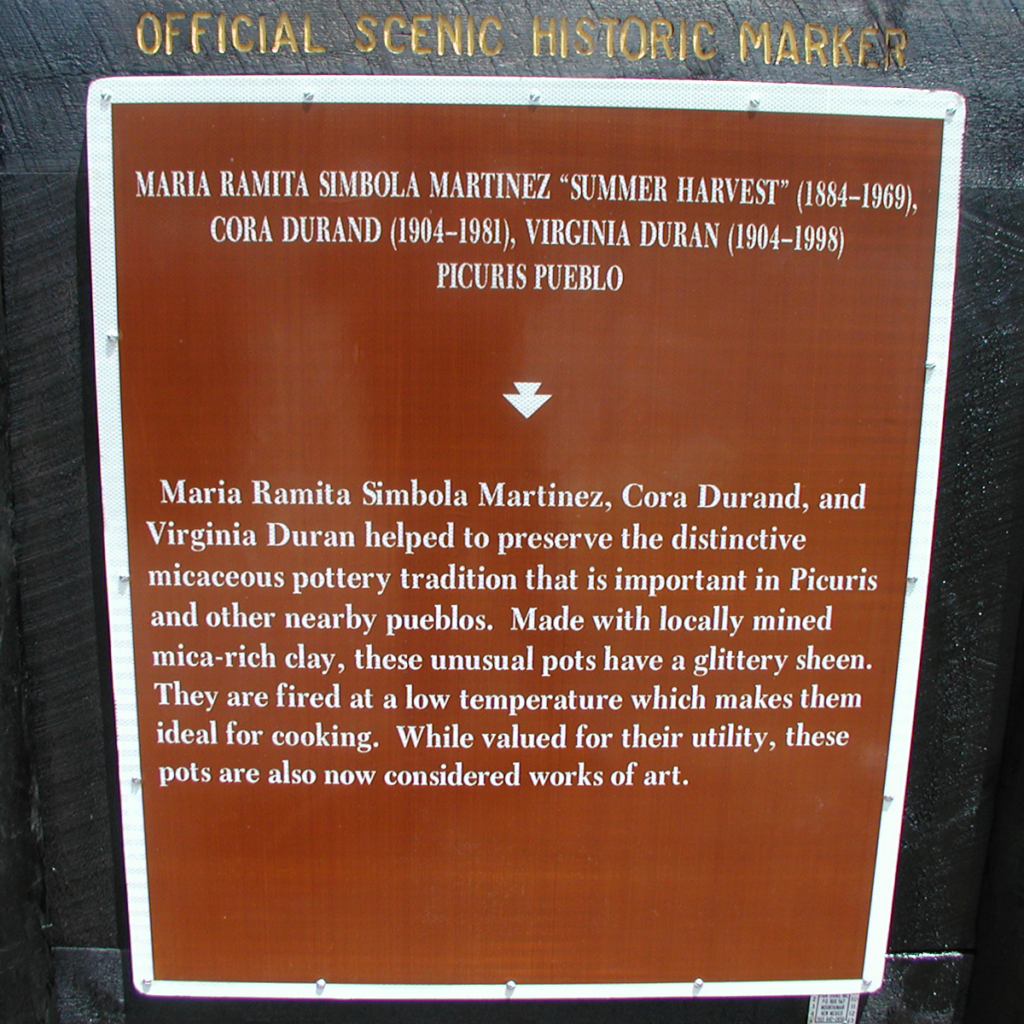 OFFICIAL SCENIC HISTORIC MARKER
MARIA RAMITA SIMBOLA MARTINEZ “SUMMER HARVEST” (1884–1969),
CORA DURAND (1904–1981), VIRGINIA DURAN (1904–1998)
PICURIS PUEBLO
Maria Ramita Simbola Martinez, Cora Durand, and
Virginia Duran helped to preserve the distinctive
micaceous pottery tradition that is important in Picuris
and other nearby pueblos. Made with locally mined
mica-rich clay, these unusual pots have a glittery sheen.
They are fired at a low temperature which makes them
ideal for cooking. While valued for their utility, these
pots are also now considered works of art.